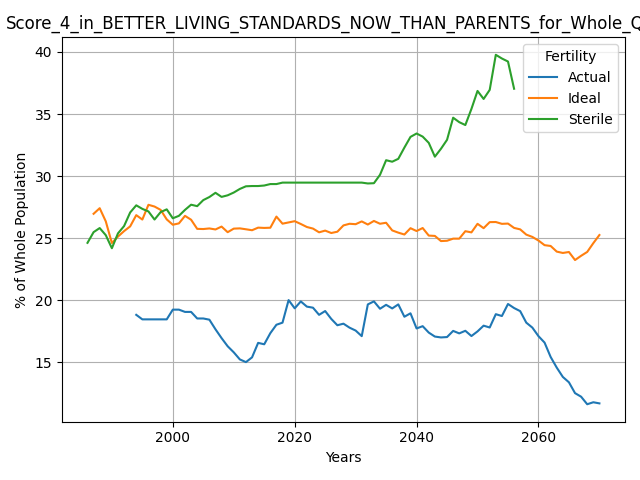 Score_4_in_BETTER_LIVING_STANDARDS_NOW_THAN_PARENTS_for_Whole_Q
Fertility
Actual
Ideal
Sterile
40
35
30
25
20
15
% of Whole Population
2000 2020 2040 2060
Years